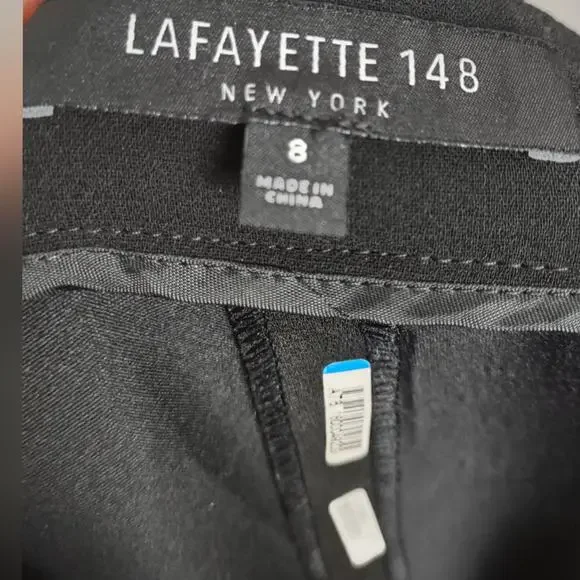 LAFAYETTE 148
NEW YORK
8
MADE IN
CHINA